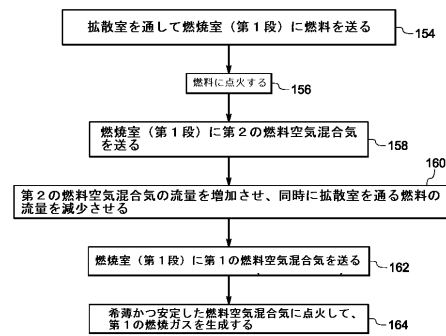 拡散室を通して燃焼室（第１段）に燃料を送る
154
燃料に点火する
156
燃焼室（第１段）に第２の燃料空気混合気
を送る
158
160
第２の燃料空気混合気の流量を増加させ、同時に拡散室を通る燃料の
流量を減少させる
燃焼室（第１段）に第１の燃料空気混合気を送る
162
希薄かつ安定した燃料空気混合気に点火して、
第１の燃焼ガスを生成する
164